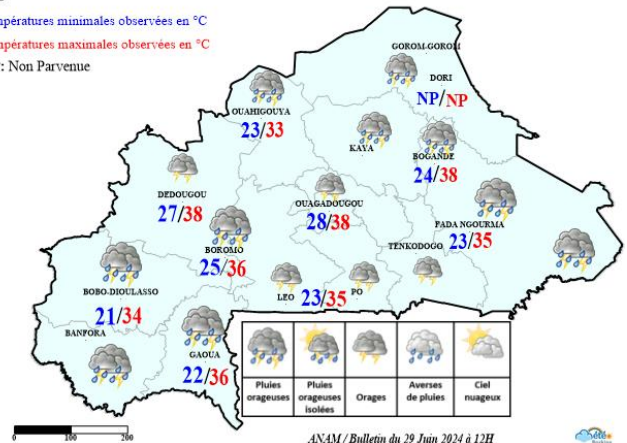 mpératures minimales observées en °C
mpératures maximales observées en °C
: Non Parvenue
GOROM-GOROM
DORI
NP/NP
OUAHIGOUYA
23/33
KAYA
BOGANDE
24/38
DEDOUGOU
27/38
OUAGADOUGOU
28/38
FADA NGOURMA
23/35
BOROMO
25/36
TENKODOGO
BOBO-DIOULASSO
21/34
LEO
23/35
PO
BANFORA
GAOUA
22/36
Pluies orageuses
Pluies orageuses isolées
Orages
Averses de pluies
Ciel nuageux
0 100 200
ANAM / Bulletin du 29 Juin 2024 à 12H